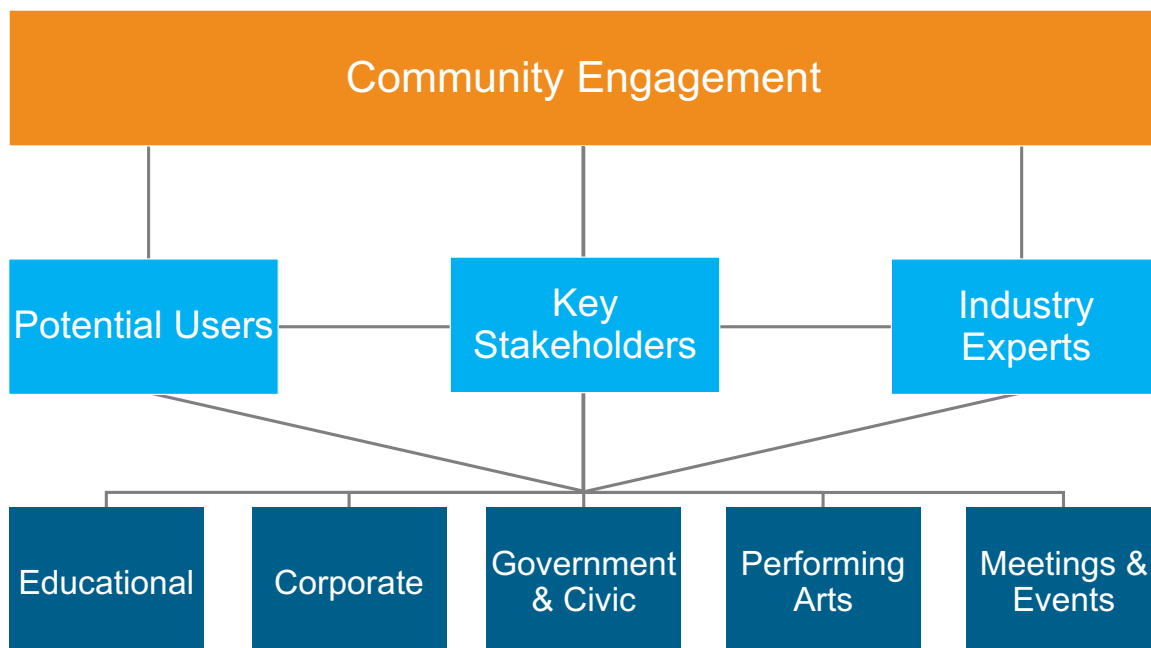 Community Engagement
Potential Users
Key
Stakeholders
Industry
Experts
Educational
Corporate
Government
& Civic
Performing
Arts
Meetings &
Events